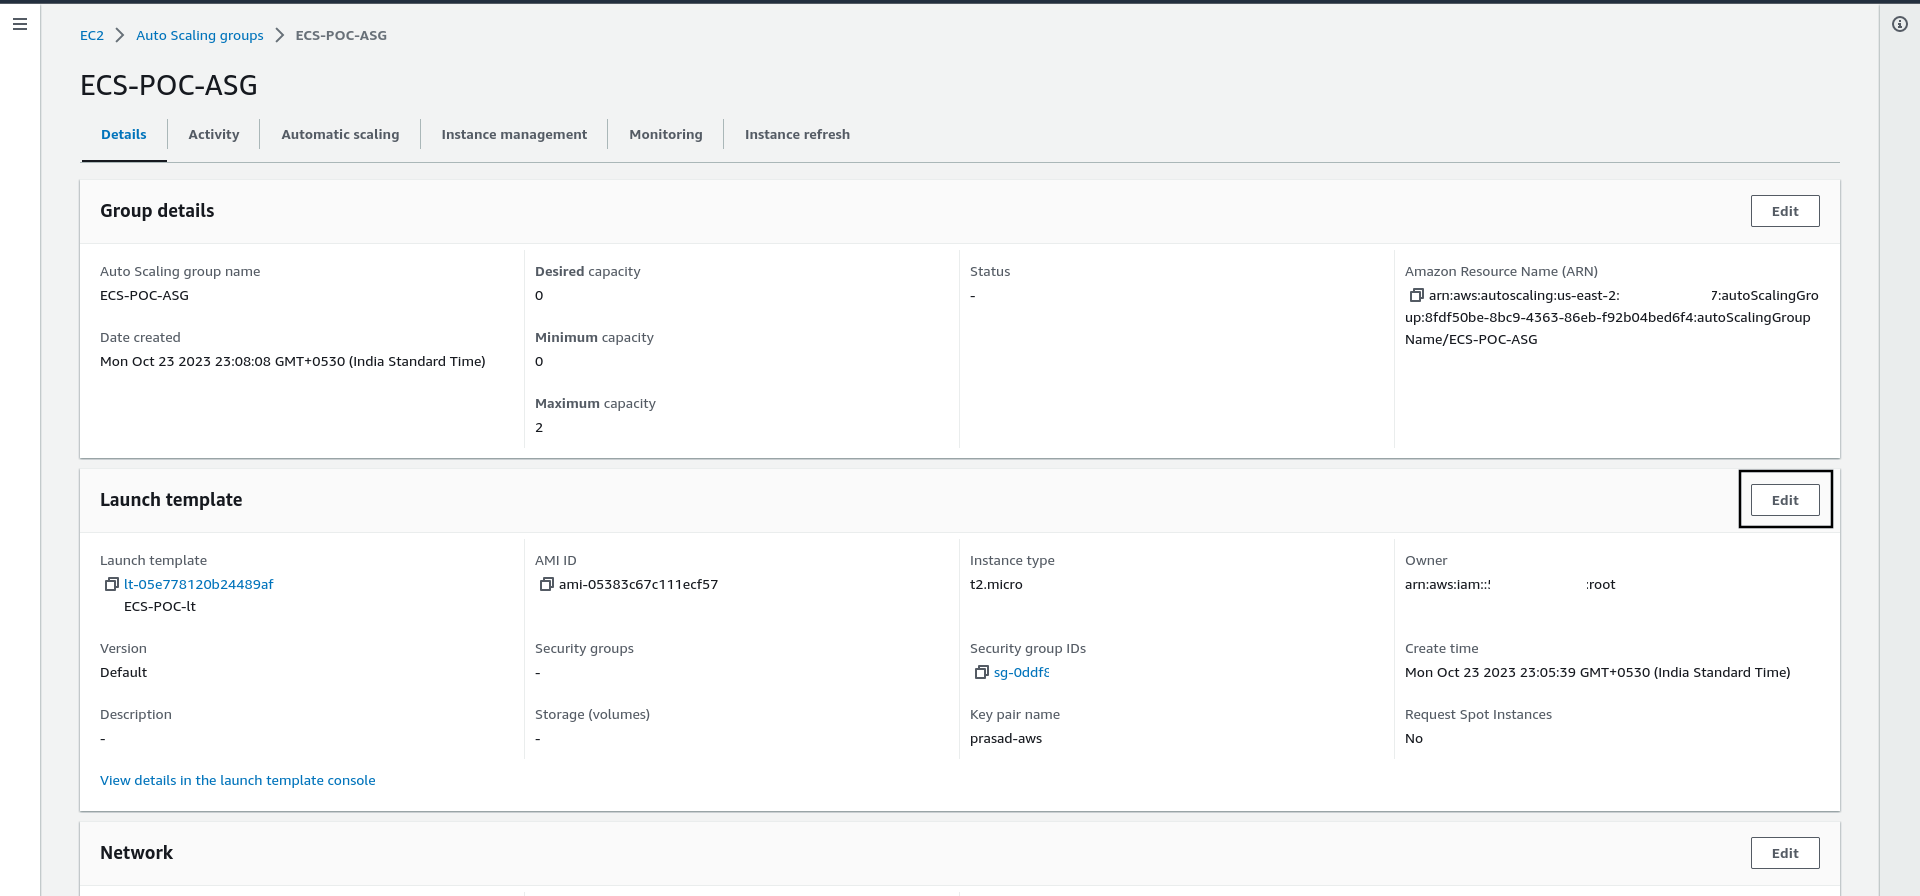 EC2 > Auto Scaling groups > ECS-POC-ASG
ECS-POC-ASG
Details
Activity
Automatic scaling
Instance management
Monitoring
Instance refresh
Group details
Edit
Auto Scaling group name
ECS-POC-ASG
Date created
Mon Oct 23 2023 23:08:08 GMT+0530 (India Standard Time)
Desired capacity
0
Minimum capacity
0
Maximum capacity
2
Status
-
Amazon Resource Name (ARN)
arn:aws:autoscaling:us-east-2: 7:autoScalingGro
up:8fdf50be-8bc9-4363-86eb-f92b04bed6f4:autoScalingGroup
Name/ECS-POC-ASG
Launch template
Edit
Launch template
lt-05e778120b24489af
ECS-POC-lt
Version
Default
Description
-
AMI ID
ami-05383c67c111ecf57
Security groups
-
Storage (volumes)
-
Instance type
t2.micro
Security group IDs
sg-0ddf
Key pair name
prasad-aws
Owner
arn:aws:iam:: :root
Create time
Mon Oct 23 2023 23:05:39 GMT+0530 (India Standard Time)
Request Spot Instances
No
View details in the launch template console
Network
Edit